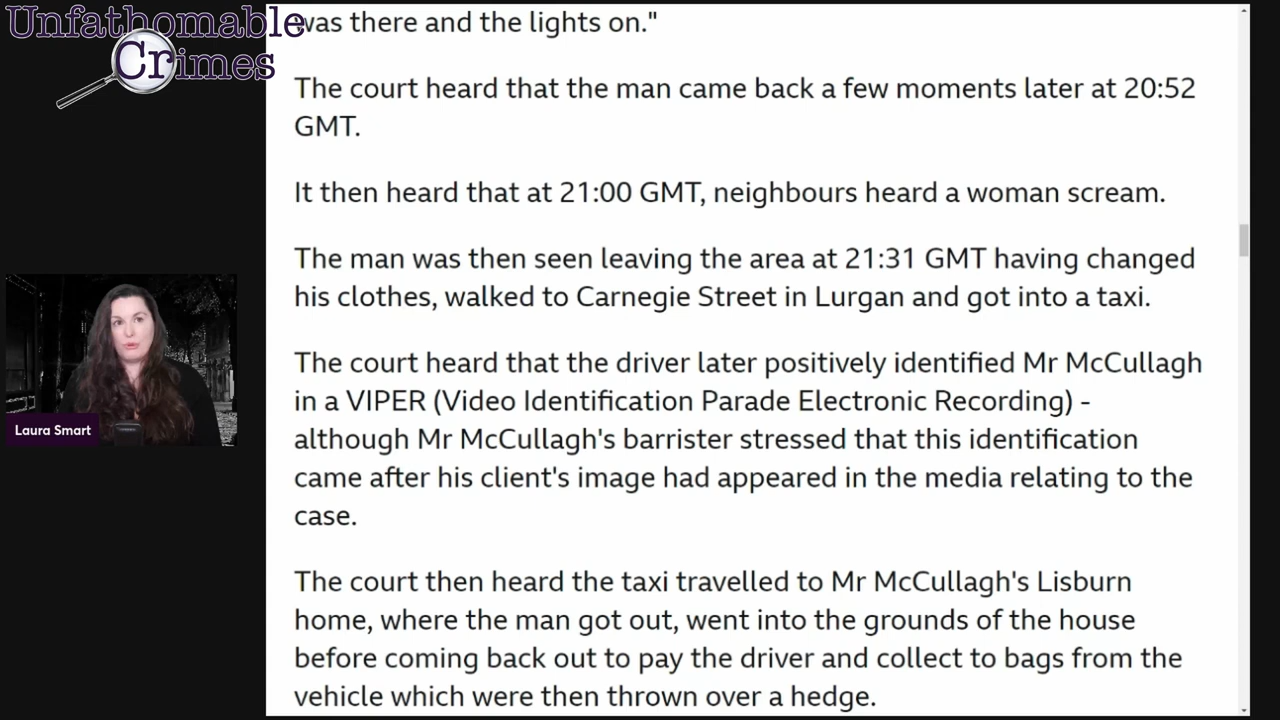 Unfathomable
Crimes
was there and the lights on."
The court heard that the man came back a few moments later at 20:52
GMT.
It then heard that at 21:00 GMT, neighbours heard a woman scream.
The man was then seen leaving the area at 21:31 GMT having changed
his clothes, walked to Carnegie Street in Lurgan and got into a taxi.
The court heard that the driver later positively identified Mr McCullagh
in a VIPER (Video Identification Parade Electronic Recording) -
although Mr McCullagh's barrister stressed that this identification
came after his client's image had appeared in the media relating to the
case.
The court then heard the taxi travelled to Mr McCullagh's Lisburn
home, where the man got out, went into the grounds of the house
before coming back out to pay the driver and collect to bags from the
vehicle which were then thrown over a hedge.
Laura Smart